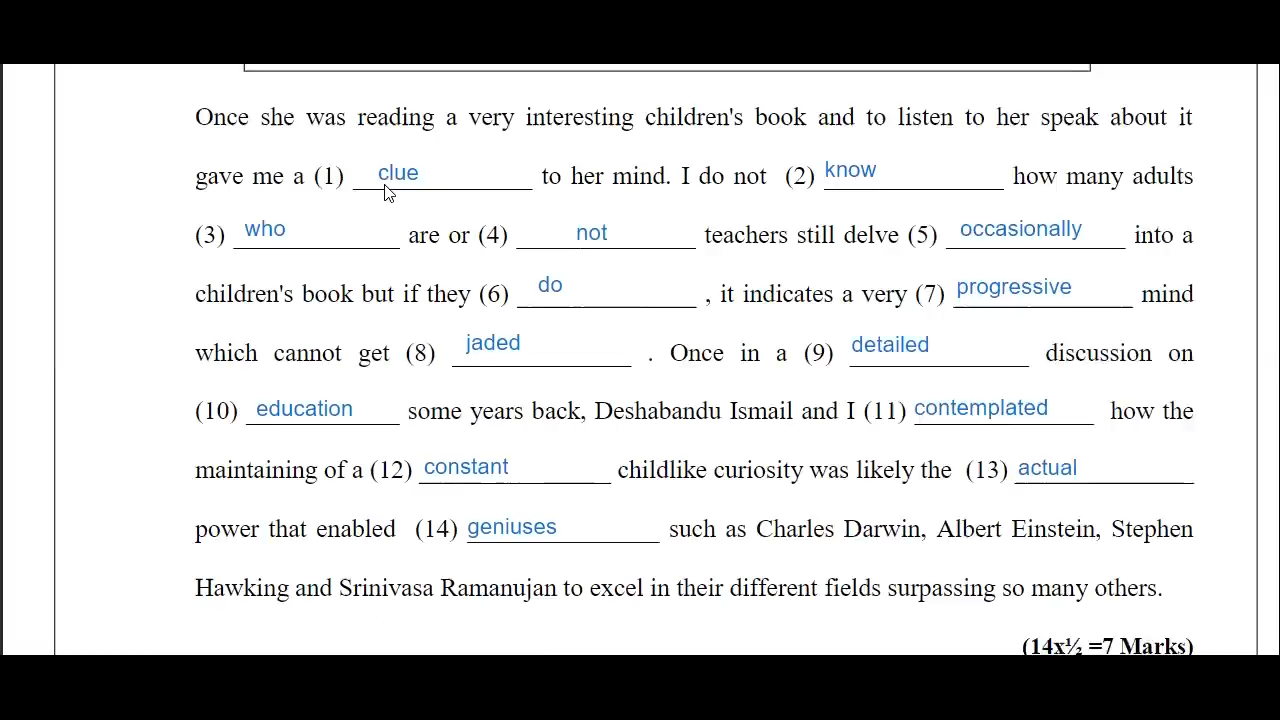 Once she was reading a very interesting children's book and to listen to her speak about it
gave me a (1) clue to her mind. I do not (2) know how many adults
(3) who are or (4) not teachers still delve (5) occasionally into a
children's book but if they (6) do , it indicates a very (7) progressive mind
which cannot get (8) jaded . Once in a (9) detailed discussion on
(10) education some years back, Deshabandu Ismail and I (11) contemplated how the
maintaining of a (12) constant childlike curiosity was likely the (13) actual
power that enabled (14) geniuses such as Charles Darwin, Albert Einstein, Stephen
Hawking and Srinivasa Ramanujan to excel in their different fields surpassing so many others.
(14x½ =7 Marks)